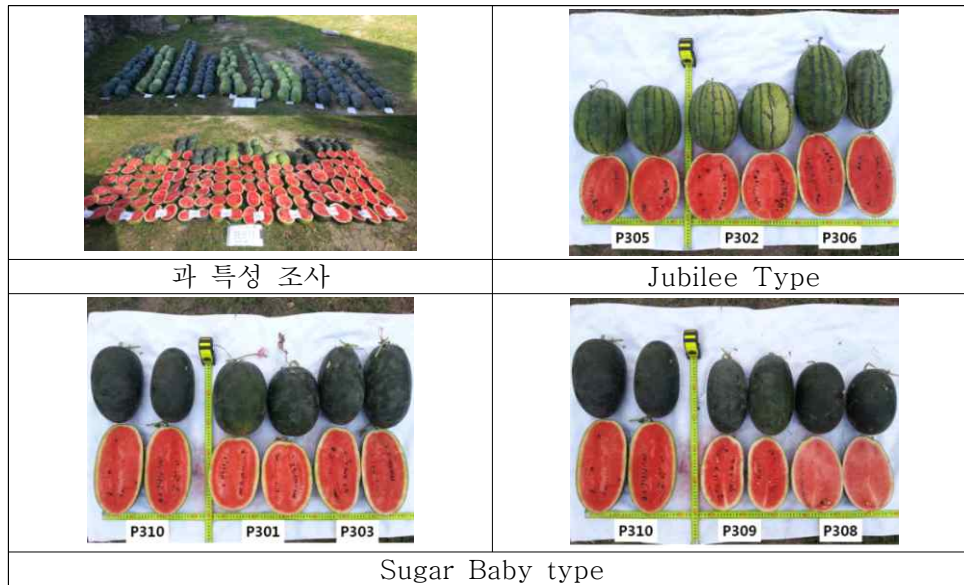 P305 P302 P306
과 특성 조사 Jubilee Type
P310 P301 P303
P310 P309 P308
Sugar Baby type